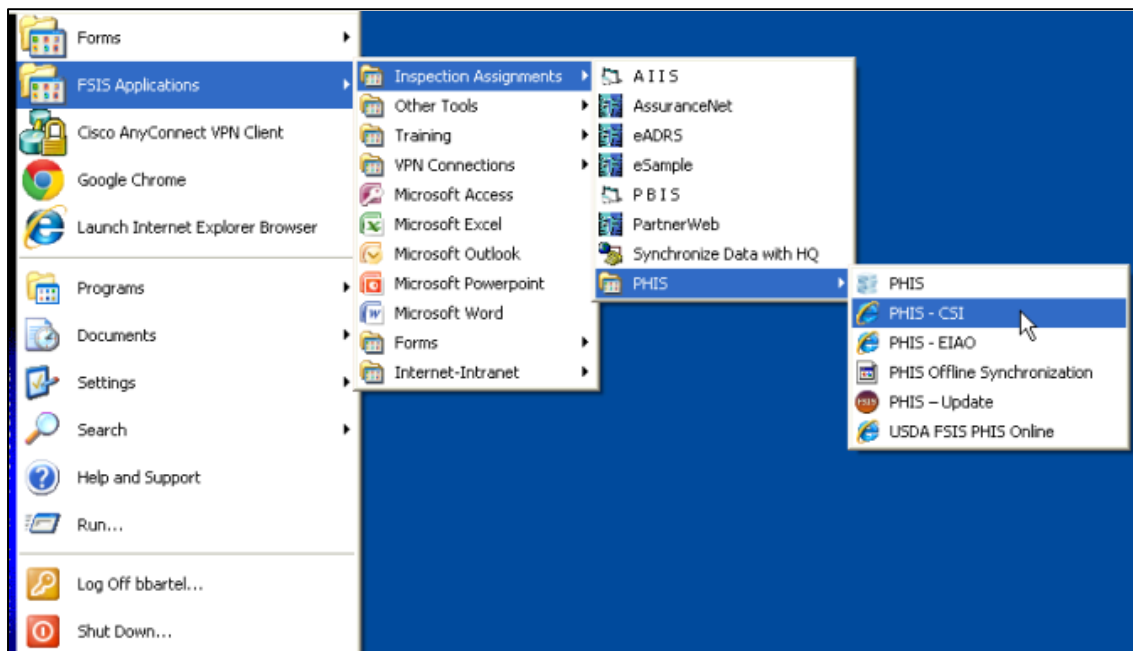 Forms
FSIS Applications
Cisco AnyConnect VPN Client
Google Chrome
Launch Internet Explorer Browser
Programs
Documents
Settings
Search
Help and Support
Run...
Log Off bbartel...
Shut Down...
Inspection Assignments
Other Tools
Training
VPN Connections
Microsoft Access
Microsoft Excel
Microsoft Outlook
Microsoft Powerpoint
Microsoft Word
Forms
Internet-Intranet
A I I S
AssuranceNet
eADRS
eSample
P B I S
PartnerWeb
Synchronize Data with HQ
PHIS
PHIS
PHIS - CSI
PHIS - EIAO
PHIS Offline Synchronization
PHIS – Update
USDA FSIS PHIS Online